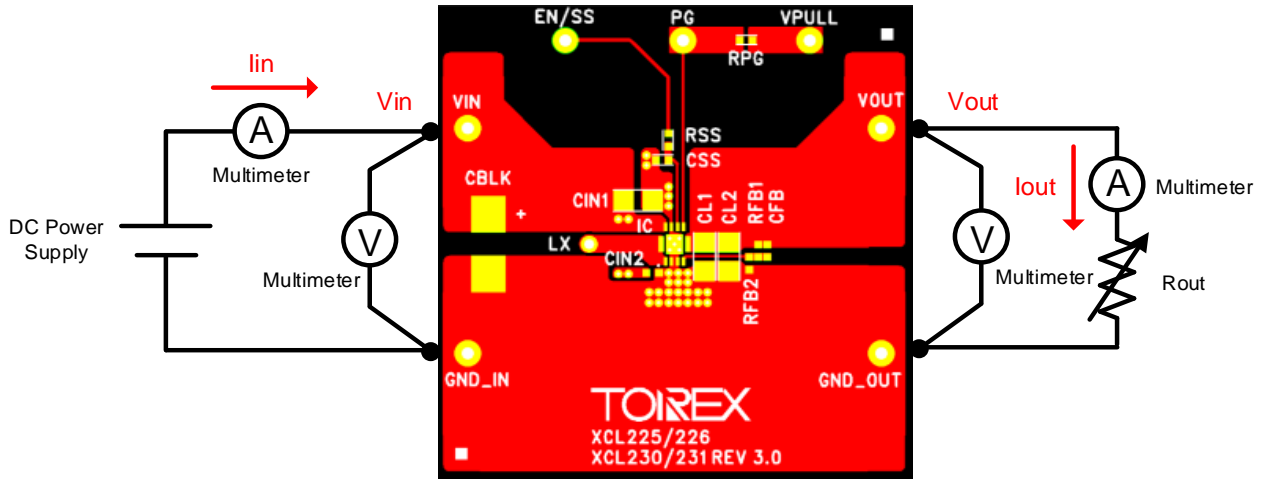 Iin
A
Multimeter
Vin
V
Multimeter
DC Power
Supply
EN/SS
PG
VPULL
RPG
VIN
VOUT
RSS
CSS
CBLK
+
CIN1
IC
CL1
CL2
RFB1
CFB
LX
CIN2
RFB2
GND_IN
GND_OUT
TOIREX
XCL225/226
XCL230/231 REV 3.0
Vout
Iout
A
Multimeter
V
Multimeter
Rout